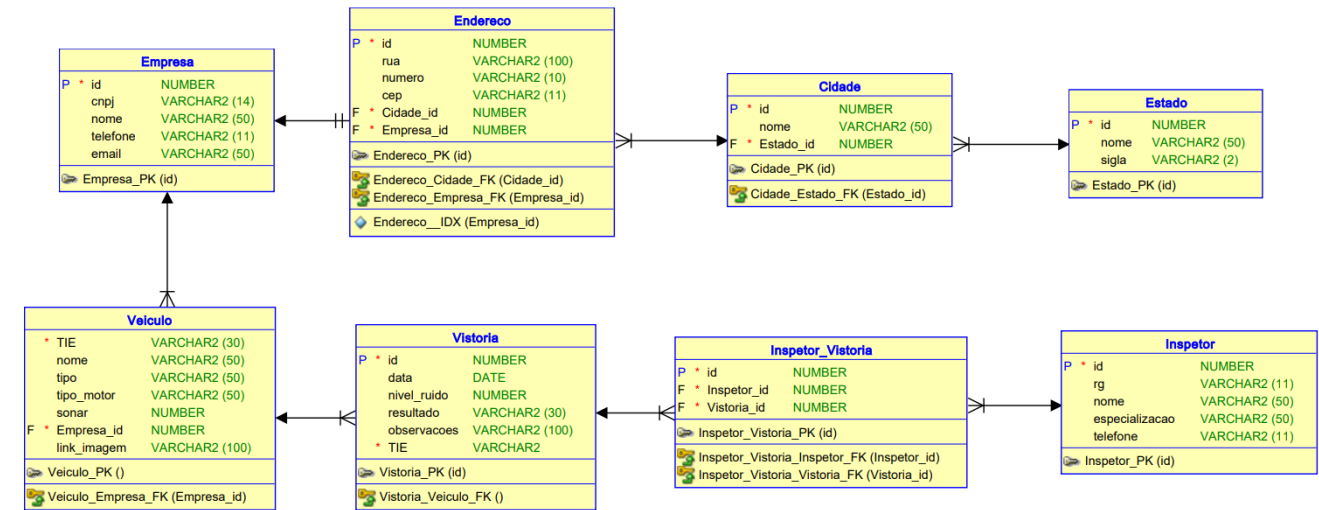 Endereco
P * id NUMBER
rua VARCHAR2 (100)
numero VARCHAR2 (10)
cep VARCHAR2 (11)
F * Cidade_id NUMBER
F * Empresa_id NUMBER
Endereco_PK (id)
Endereco_Cidade_FK (Cidade_id)
Endereco_Empresa_FK (Empresa_id)
Endereco__IDX (Empresa_id)
Empresa
P * id NUMBER
cnpj VARCHAR2 (14)
nome VARCHAR2 (50)
telefone VARCHAR2 (11)
email VARCHAR2 (50)
Empresa_PK (id)
Cidade
P * id NUMBER
nome VARCHAR2 (50)
F * Estado_id NUMBER
Cidade_PK (id)
Cidade_Estado_FK (Estado_id)
Estado
P * id NUMBER
nome VARCHAR2 (50)
sigla VARCHAR2 (2)
Estado_PK (id)
Veiculo
* TIE VARCHAR2 (30)
nome VARCHAR2 (50)
tipo VARCHAR2 (50)
tipo_motor VARCHAR2 (50)
sonar NUMBER
F * Empresa_id NUMBER
link_imagem VARCHAR2 (100)
Veiculo_PK ()
Veiculo_Empresa_FK (Empresa_id)
Vistoria
P * id NUMBER
data DATE
nivel_ruido NUMBER
resultado VARCHAR2 (30)
observacoes VARCHAR2 (100)
* TIE VARCHAR2
Vistoria_PK (id)
Vistoria_Veiculo_FK ()
Inspetor_Vistoria
P * id NUMBER
F * Inspetor_id NUMBER
F * Vistoria_id NUMBER
Inspetor_Vistoria_PK (id)
Inspetor_Vistoria_Inspetor_FK (Inspetor_id)
Inspetor_Vistoria_Vistoria_FK (Vistoria_id)
Inspetor
P * id NUMBER
rg VARCHAR2 (11)
nome VARCHAR2 (50)
especializacao VARCHAR2 (50)
telefone VARCHAR2 (11)
Inspetor_PK (id)